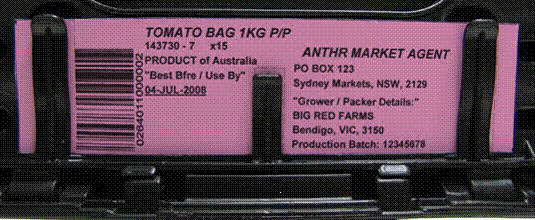 TOMATO BAG 1KG P/P
143730 - 7 x15
PRODUCT of Australia
"Best Bfre / Use By"
04-JUL-2008
02640110000002
ANTHR MARKET AGENT
PO BOX 123
Sydney Markets, NSW, 2129
"Grower / Packer Details:"
BIG RED FARMS
Bendigo, VIC, 3150
Production Batch: 12345678